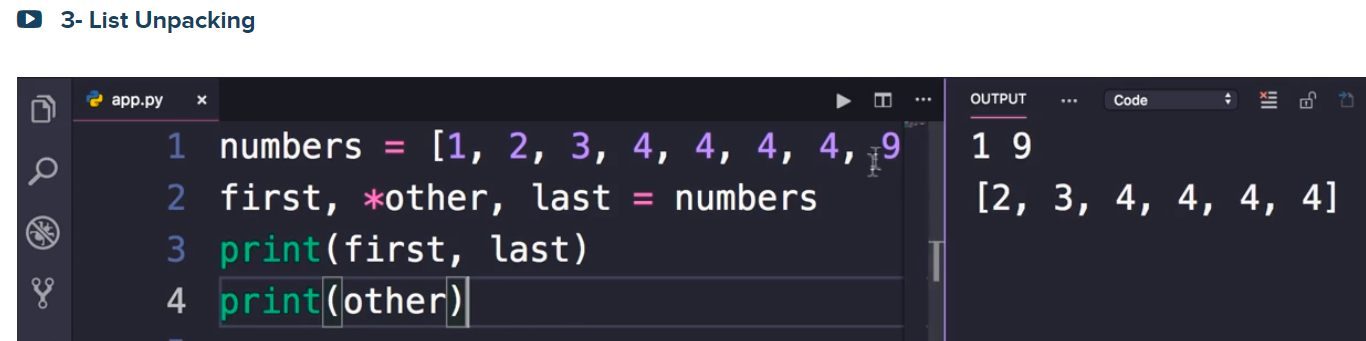 3- List Unpacking
app.py x
OUTPUT ... Code
1 numbers = [1, 2, 3, 4, 4, 4, 4, 9
2 first, *other, last = numbers
3 print(first, last)
4 print(other)
1 9
[2, 3, 4, 4, 4, 4]